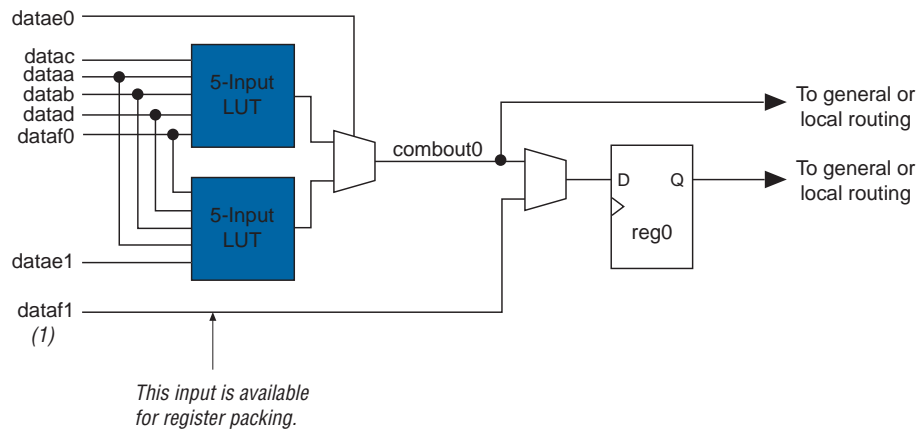 datae0
datac
dataa
datab
datad
dataf0
5-Input
LUT
combout0
To general or
local routing
D Q
reg0
To general or
local routing
5-Input
LUT
datae1
dataf1
(1)
This input is available
for register packing.